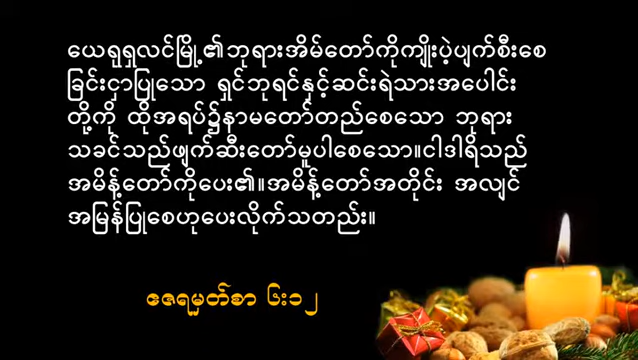 ယေရုရှလင်မြို့၏ဘုရားအိမ်တော်ကိုကျိုးပဲ့ပျက်စီးစေ
ခြင်းငှာပြုသော ရှင်ဘုရင်နှင့်ဆင်းရဲသားအပေါင်း
တို့ကို ထိုအရပ်၌နာမတော်တည်စေသော ဘုရား
သခင်သည်ဖျက်ဆီးတော်မူပါစေသော။ငါဒါရိသည်
အမိန့်တော်ကိုပေး၏။အမိန့်တော်အတိုင်း အလျင်
အမြန်ပြုစေဟုပေးလိုက်သတည်း။
ဧဇရမှတ်စာ ၆း၁၂